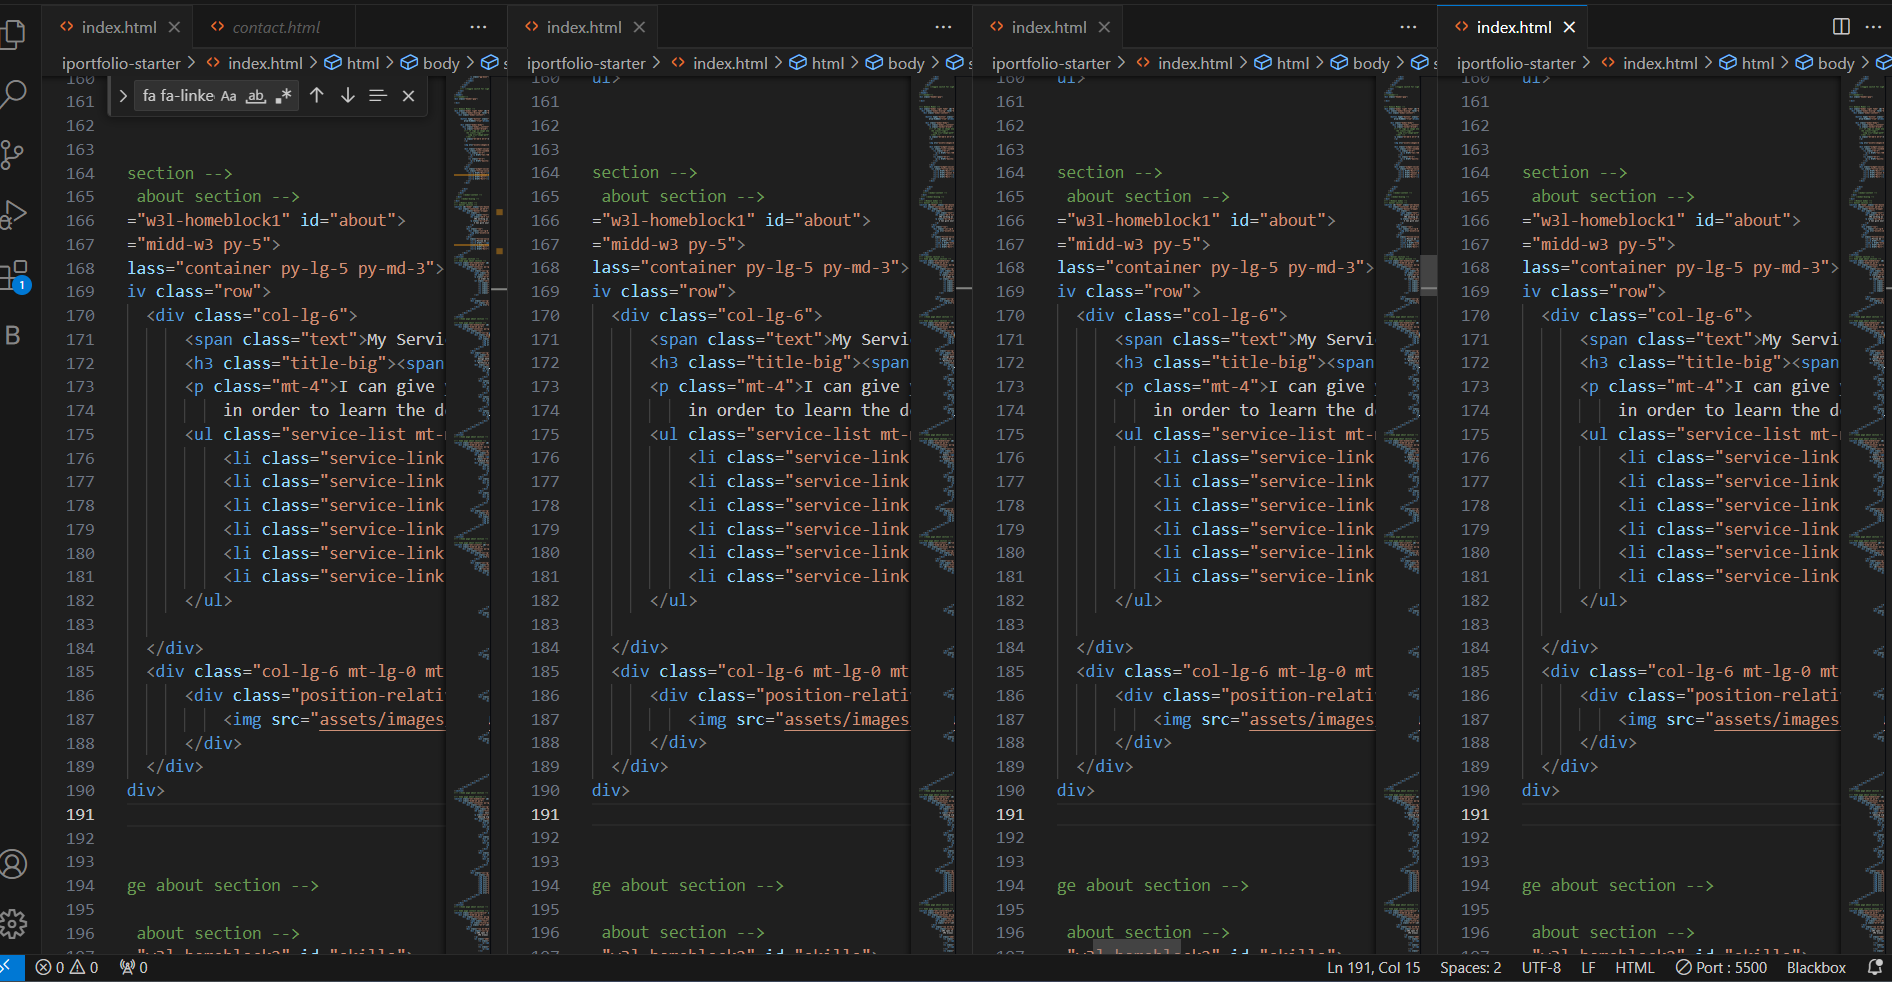 index.html
contact.html
index.html
index.html
index.html
iportfolio-starter > index.html > html > body >
iportfolio-starter > index.html > html > body >
iportfolio-starter > index.html > html > body >
iportfolio-starter > index.html > html > body >
fa fa-linke Aa ab .*
160
161
162
163
164 section -->
165 about section -->
166 ="w3l-homeblock1" id="about">
167 ="midd-w3 py-5">
168 lass="container py-lg-5 py-md-3">
169 iv class="row">
170 <div class="col-lg-6">
171 <span class="text">My Servi
172 <h3 class="title-big"><span
173 <p class="mt-4">I can give
174 in order to learn the d
175 <ul class="service-list mt-
176 <li class="service-link
177 <li class="service-link
178 <li class="service-link
179 <li class="service-link
180 <li class="service-link
181 <li class="service-link
182 </ul>
183
184 </div>
185 <div class="col-lg-6 mt-lg-0 mt
186 <div class="position-relati
187 <img src="assets/images
188 </div>
189 </div>
190 div>
191
192
193
194 ge about section -->
195
196 about section -->
197 "w3l-homeblock2" id="skills">
160 ul>
161
162
163
164 section -->
165 about section -->
166 ="w3l-homeblock1" id="about">
167 ="midd-w3 py-5">
168 lass="container py-lg-5 py-md-3">
169 iv class="row">
170 <div class="col-lg-6">
171 <span class="text">My Servi
172 <h3 class="title-big"><span
173 <p class="mt-4">I can give
174 in order to learn the d
175 <ul class="service-list mt-
176 <li class="service-link
177 <li class="service-link
178 <li class="service-link
179 <li class="service-link
180 <li class="service-link
181 <li class="service-link
182 </ul>
183
184 </div>
185 <div class="col-lg-6 mt-lg-0 mt
186 <div class="position-relati
187 <img src="assets/images
188 </div>
189 </div>
190 div>
191
192
193
194 ge about section -->
195
196 about section -->
197 "w3l-homeblock2" id="skills">
160 ul>
161
162
163
164 section -->
165 about section -->
166 ="w3l-homeblock1" id="about">
167 ="midd-w3 py-5">
168 lass="container py-lg-5 py-md-3">
169 iv class="row">
170 <div class="col-lg-6">
171 <span class="text">My Servi
172 <h3 class="title-big"><span
173 <p class="mt-4">I can give
174 in order to learn the d
175 <ul class="service-list mt-
176 <li class="service-link
177 <li class="service-link
178 <li class="service-link
179 <li class="service-link
180 <li class="service-link
181 <li class="service-link
182 </ul>
183
184 </div>
185 <div class="col-lg-6 mt-lg-0 mt
186 <div class="position-relati
187 <img src="assets/images
188 </div>
189 </div>
190 div>
191
192
193
194 ge about section -->
195
196 about section -->
197 "w3l-homeblock2" id="skills">
160 ul>
161
162
163
164 section -->
165 about section -->
166 ="w3l-homeblock1" id="about">
167 ="midd-w3 py-5">
168 lass="container py-lg-5 py-md-3">
169 iv class="row">
170 <div class="col-lg-6">
171 <span class="text">My Servi
172 <h3 class="title-big"><span
173 <p class="mt-4">I can give
174 in order to learn the d
175 <ul class="service-list mt-
176 <li class="service-link
177 <li class="service-link
178 <li class="service-link
179 <li class="service-link
180 <li class="service-link
181 <li class="service-link
182 </ul>
183
184 </div>
185 <div class="col-lg-6 mt-lg-0 mt
186 <div class="position-relati
187 <img src="assets/images
188 </div>
189 </div>
190 div>
191
192
193
194 ge about section -->
195
196 about section -->
197 "w3l-homeblock2" id="skills">
1
B
0 0 0 Ln 191, Col 15 Spaces: 2 UTF-8 LF HTML Port : 5500 Blackbox